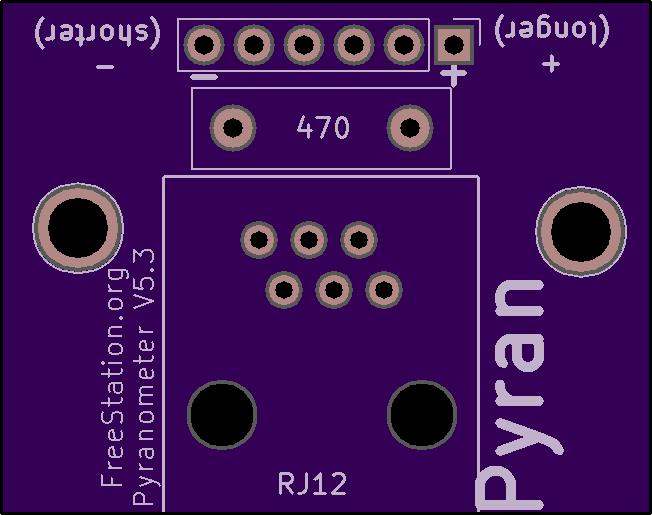 (shorter)
-
(longer)
+
-
+
470
FreeStation.org
Pyranometer V5.3
Pyran
RJ12